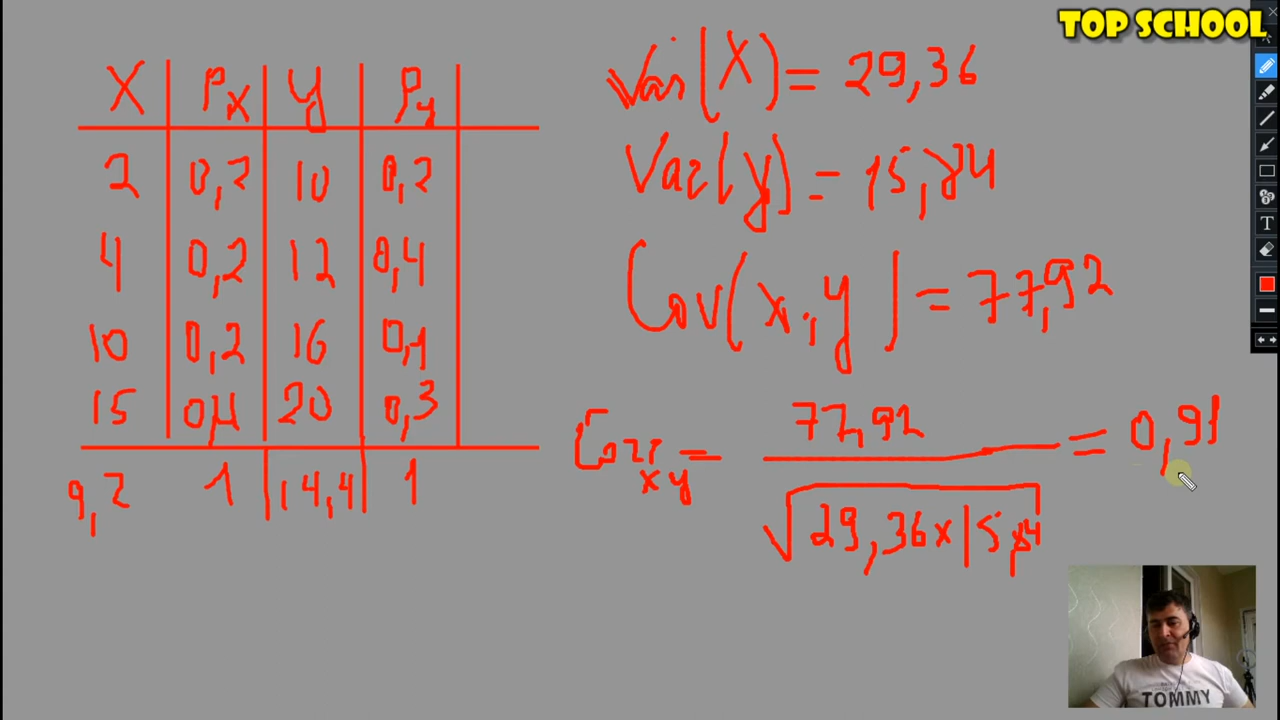 TOP SCHOOL
X Px Y Py
2 0,2 10 0,2
4 0,2 12 0,4
10 0,2 16 0,1
15 0,4 20 0,3
9,2 1 14,4 1
Var(X) = 29,36
Var(y) = 15,84
Cov(x,y) = 77,92
Corr xy = 77,92 / √29,36x15,84 = 0,91
TOMMY